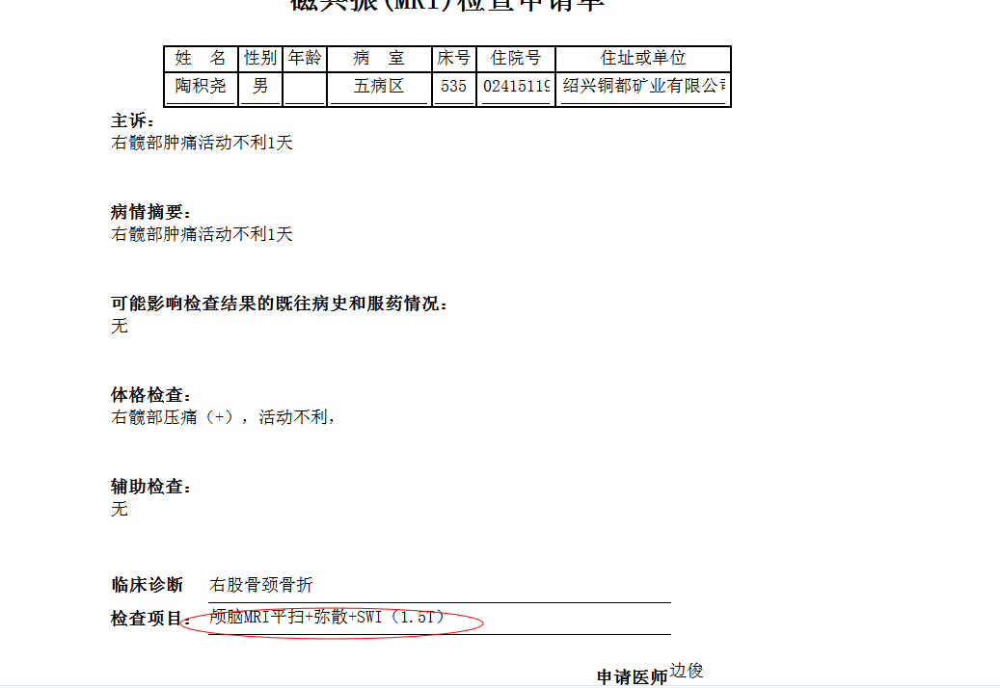 磁共振(MRI)检查申请单
姓 名 性别 年龄 病 室 床号 住院号 住址或单位
陶积尧 男 五病区 535 02415119 绍兴铜都矿业有限公司
主诉：
右髋部肿痛活动不利1天
病情摘要：
右髋部肿痛活动不利1天
可能影响检查结果的既往病史和服药情况：
无
体格检查：
右髋部压痛（+），活动不利，
辅助检查：
无
临床诊断 右股骨颈骨折
检查项目： 颅脑MRI平扫+弥散+SWI（1.5T）
申请医师 边俊